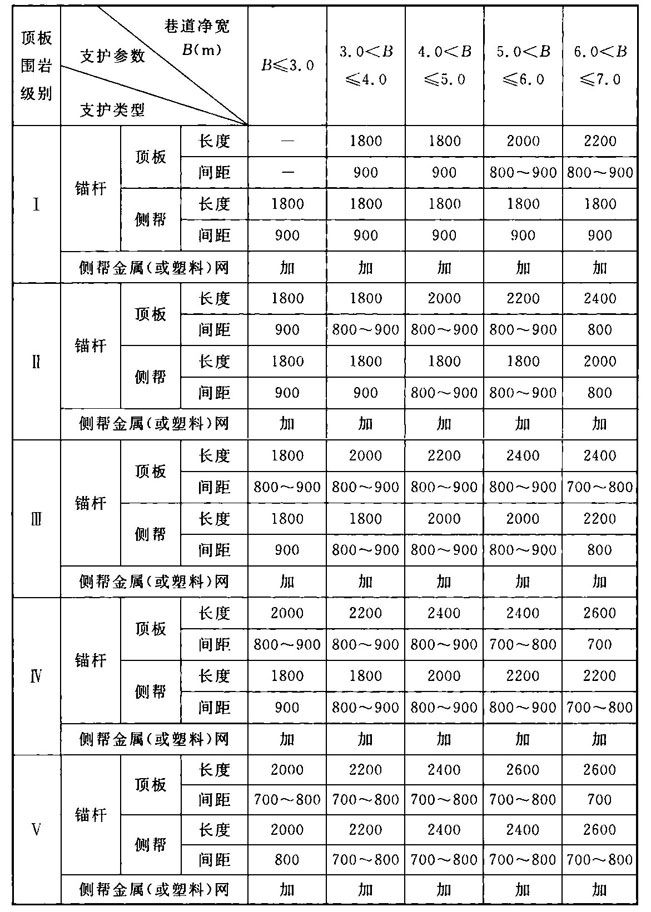 顶板围岩级别 支护参数 支护类型 巷道净宽B(m) B≤3.0 3.0<B≤4.0 4.0<B≤5.0 5.0<B≤6.0 6.0<B≤7.0
Ⅰ 锚杆 顶板 长度 — 1800 1800 2000 2200
间距 — 900 900 800~900 800~900
侧帮 长度 1800 1800 1800 1800 1800
间距 900 900 900 900 900
侧帮金属(或塑料)网 加 加 加 加 加
Ⅱ 锚杆 顶板 长度 1800 1800 2000 2200 2400
间距 900 800~900 800~900 800~900 800
侧帮 长度 1800 1800 1800 1800 2000
间距 900 900 800~900 800~900 800
侧帮金属(或塑料)网 加 加 加 加 加
Ⅲ 锚杆 顶板 长度 1800 2000 2200 2400 2400
间距 800~900 800~900 800~900 800~900 700~800
侧帮 长度 1800 1800 2000 2000 2200
间距 900 800~900 800~900 800~900 800
侧帮金属(或塑料)网 加 加 加 加 加
Ⅳ 锚杆 顶板 长度 2000 2200 2400 2400 2600
间距 800~900 800~900 800~900 700~800 700
侧帮 长度 1800 1800 2000 2200 2200
间距 900 800~900 800~900 800~900 700~800
侧帮金属(或塑料)网 加 加 加 加 加
Ⅴ 锚杆 顶板 长度 2000 2200 2400 2600 2600
间距 700~800 700~800 700~800 700~800 700
侧帮 长度 2000 2200 2400 2400 2600
间距 800 700~800 700~800 700~800 700~800
侧帮金属(或塑料)网 加 加 加 加 加